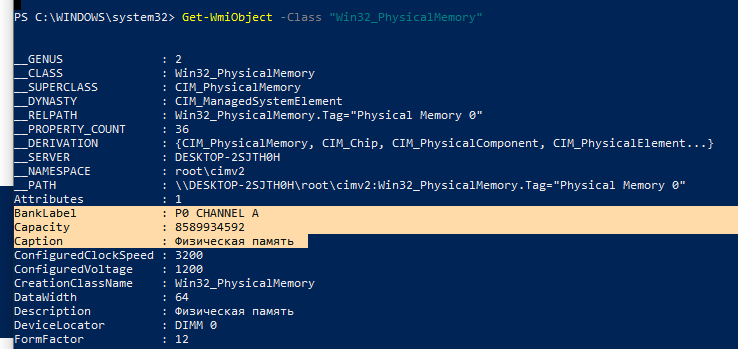 PS C:\WINDOWS\system32> Get-WmiObject -Class "Win32_PhysicalMemory"
__GENUS : 2
__CLASS : Win32_PhysicalMemory
__SUPERCLASS : CIM_PhysicalMemory
__DYNASTY : CIM_ManagedSystemElement
__RELPATH : Win32_PhysicalMemory.Tag="Physical Memory 0"
__PROPERTY_COUNT : 36
__DERIVATION : {CIM_PhysicalMemory, CIM_Chip, CIM_PhysicalComponent, CIM_PhysicalElement...}
__SERVER : DESKTOP-2SJTH0H
__NAMESPACE : root\cimv2
__PATH : \\DESKTOP-2SJTH0H\root\cimv2:Win32_PhysicalMemory.Tag="Physical Memory 0"
Attributes : 1
BankLabel : P0 CHANNEL A
Capacity : 8589934592
Caption : Физическая память
ConfiguredClockSpeed : 3200
ConfiguredVoltage : 1200
CreationClassName : Win32_PhysicalMemory
DataWidth : 64
Description : Физическая память
DeviceLocator : DIMM 0
FormFactor : 12